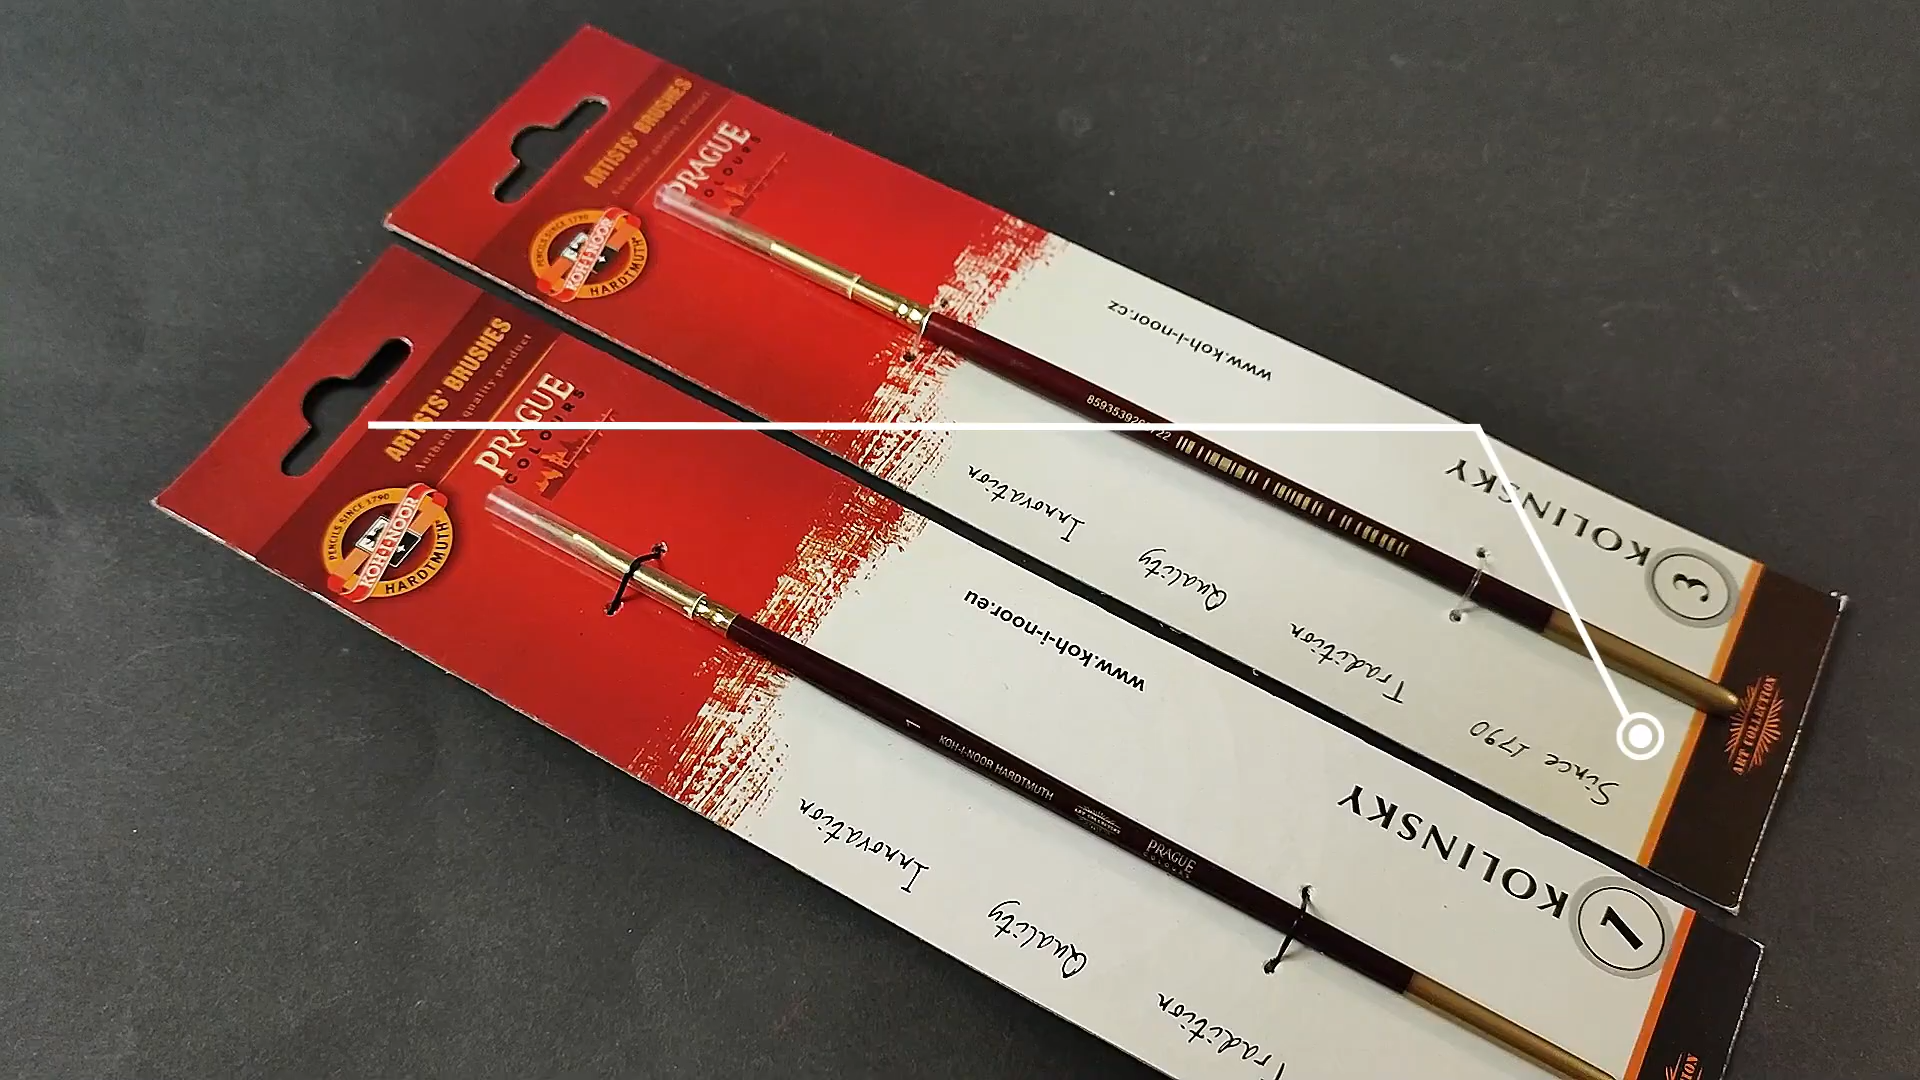 ARTISTS' BRUSHES
Authentic quality product
PRAGUE
COLOURS
PENCILS SINCE 1790
KOH-I-NOOR
HARDTMUTH
www.koh-i-noor.cz
Innovation
Quality
Tradition
Since 1790
KOLINSKY
3
ART COLLECTION
ARTISTS' BRUSHES
Authentic quality product
PRAGUE
COLOURS
PENCILS SINCE 1790
KOH-I-NOOR
HARDTMUTH
www.koh-i-noor.eu
1 KOH-I-NOOR HARDTMUTH
PRAGUE
COLOURS
Innovation
Quality
Tradition
KOLINSKY
1